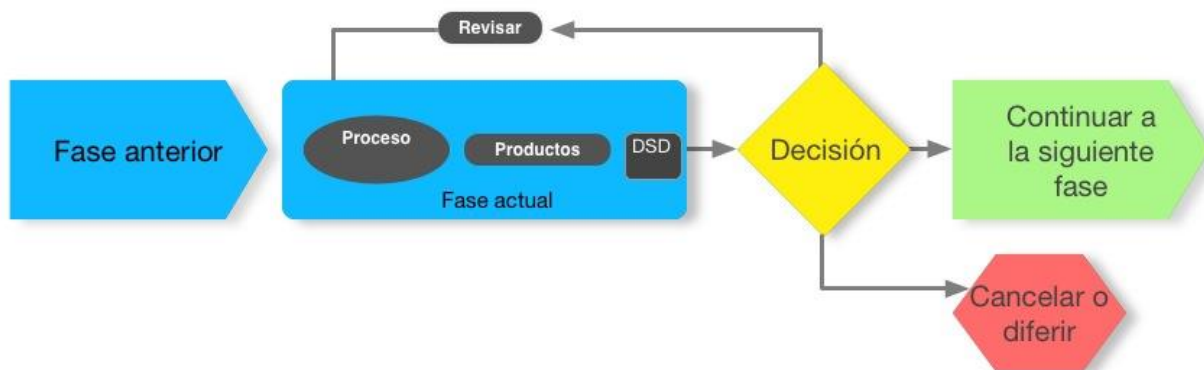 Revisar
Fase anterior
Proceso
Productos
DSD
Fase actual
Decisión
Continuar a
la siguiente
fase
Cancelar o
diferir